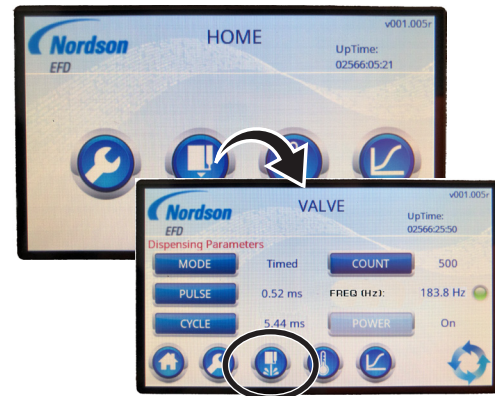 Nordson
EFD
HOME
v001.005r
UpTime:
02566:05:21
Nordson
EFD
VALVE
v001.005r
UpTime:
02566:25:50
Dispensing Parameters
MODE Timed COUNT 500
PULSE 0.52 ms FREQ (Hz): 183.8 Hz
CYCLE 5.44 ms POWER On